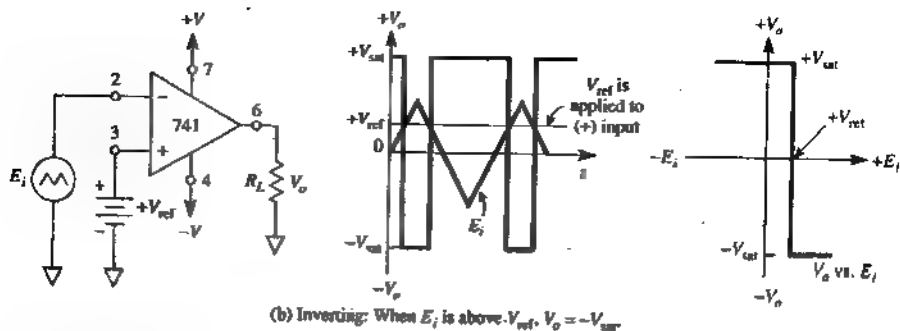 +V
7
2
−
741
6
3
+
4
E_i
+
+V_ref
−
−V
R_L
V_o
+V_o
+V_sat
+V_ref
0
−V_sat
−V_o
V_ref is
applied to
(+) input
t
E_i
+V_o
+V_sat
+V_ref
−E_i
+E_i
−V_sat
−V_o
V_o vs. E_i
(b) Inverting: When E_i is above V_ref, V_o = −V_sat.